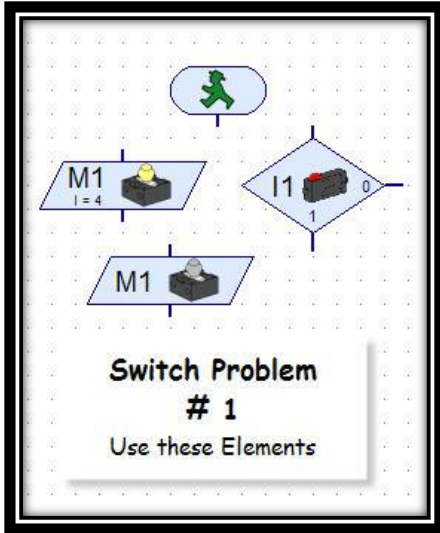 M1
I = 4
I1
0
1
M1
Switch Problem
# 1
Use these Elements